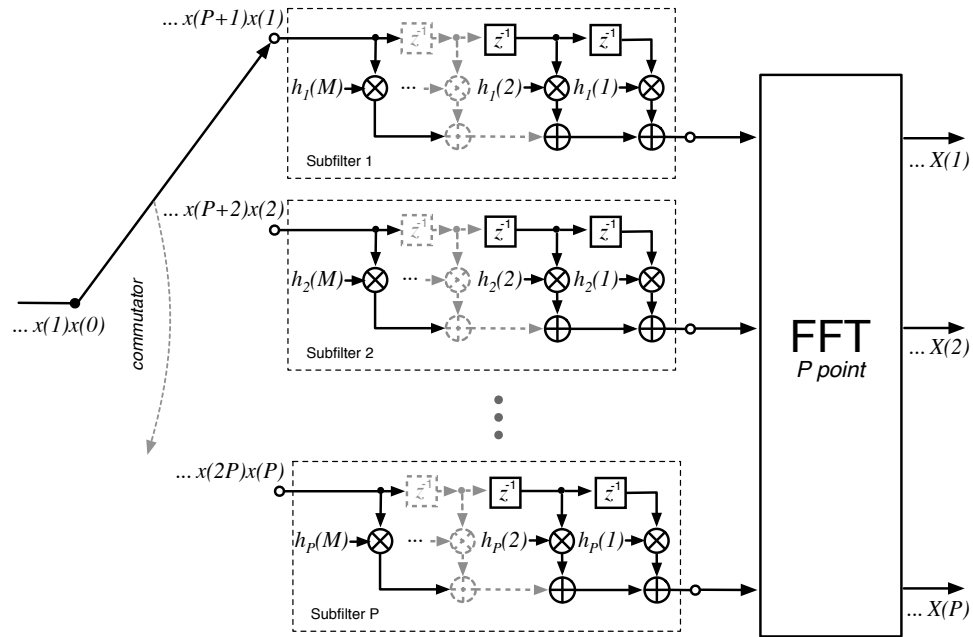 ... x(P+1)x(1)
z⁻¹ z⁻¹ z⁻¹
h₁(M) ... h₁(2) h₁(1)
Subfilter 1
... X(1)
... x(P+2)x(2)
z⁻¹ z⁻¹ z⁻¹
h₂(M) ... h₂(2) h₂(1)
Subfilter 2
... x(1)x(0)
commutator
FFT
P point
... X(2)
... x(2P)x(P)
z⁻¹ z⁻¹ z⁻¹
h_P(M) ... h_P(2) h_P(1)
Subfilter P
... X(P)